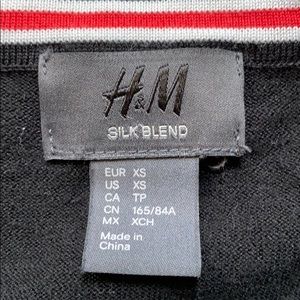 H&M
SILK BLEND
EUR XS
US XS
CA TP
CN 165/84A
MX XCH
Made in
China